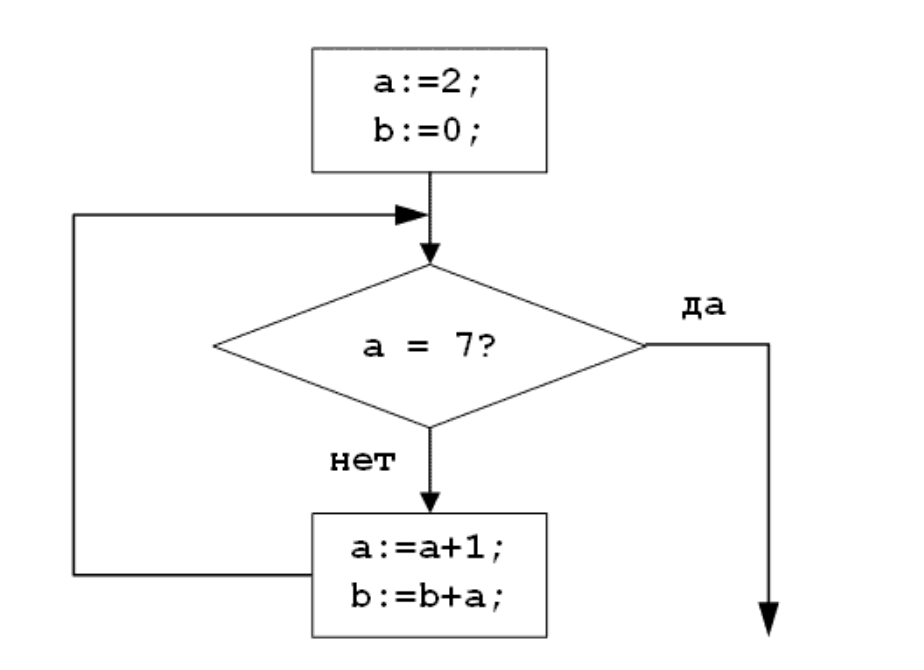 a:=2;
b:=0;
a = 7?
да
нет
a:=a+1;
b:=b+a;